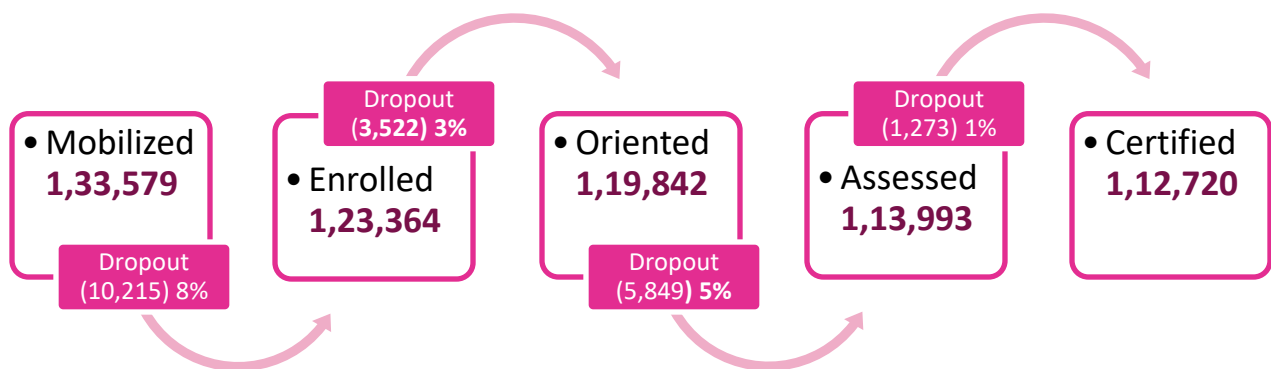 • Mobilized
1,33,579
Dropout
(10,215) 8%
Dropout
(3,522) 3%
• Enrolled
1,23,364
• Oriented
1,19,842
Dropout
(5,849) 5%
Dropout
(1,273) 1%
• Assessed
1,13,993
• Certified
1,12,720